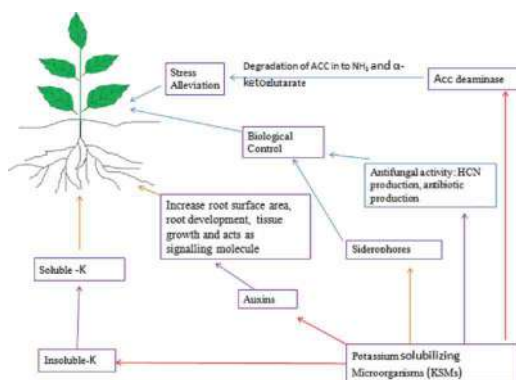 Degradation of ACC in to NH₃ and α-
ketoglutarate
Stress
Alleviation
Acc deaminase
Biological
Control
Antifungal activity: HCN
production, antibiotic
production
Increase root surface area,
root development, tissue
growth and acts as
signalling molecule
Siderophores
Soluble -K
Auxins
Insoluble-K
Potassium solubilizing
Microorganisms (KSMs)